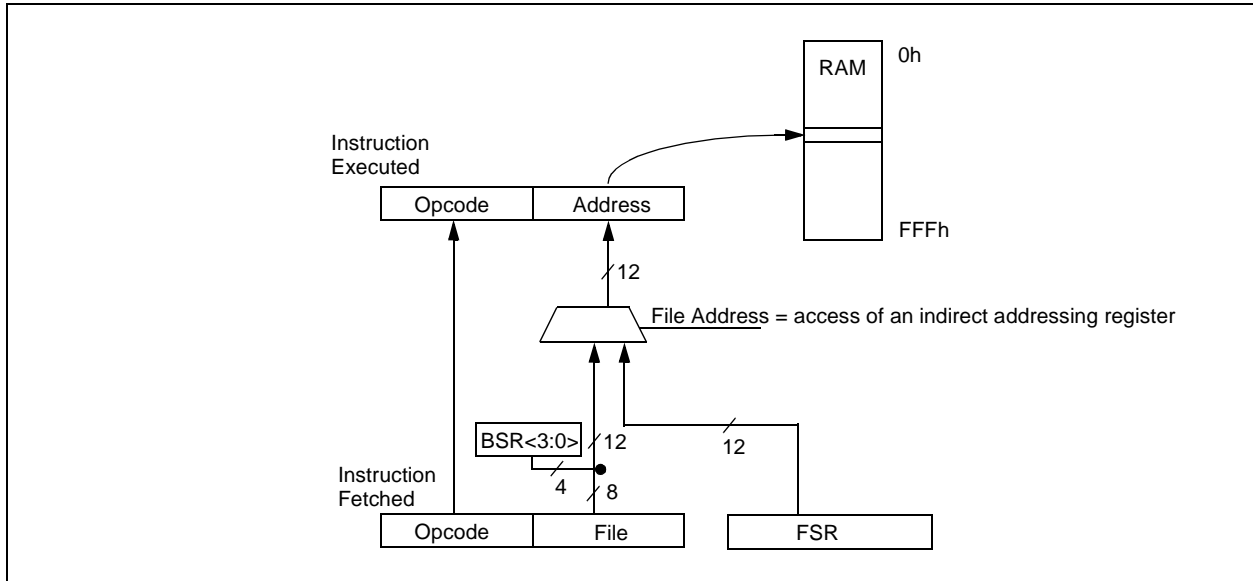 RAM
0h
Instruction
Executed
Opcode
Address
FFFh
12
File Address = access of an indirect addressing register
BSR<3:0>
12
12
Instruction
Fetched
4
8
Opcode
File
FSR